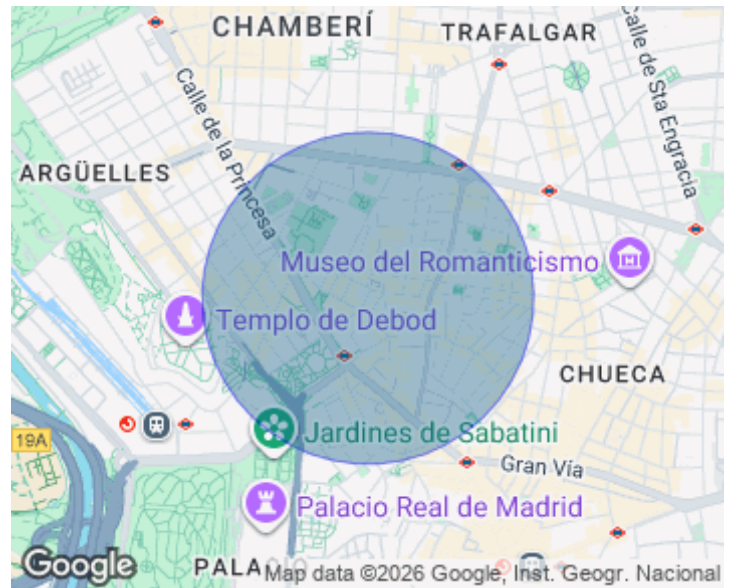 CHAMBERÍ
TRAFALGAR
Calle de Sta Engracia
Calle de la Princesa
ARGÜELLES
Museo del Romanticismo
Templo de Debod
CHUECA
19A
Jardines de Sabatini
Gran Vía
Palacio Real de Madrid
Google
PALA
Map data ©2026 Google, Inst. Geogr. Nacional